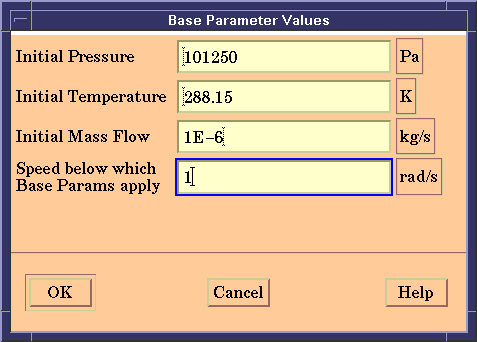 Base Parameter Values
Initial Pressure 101250 Pa
Initial Temperature 288.15 K
Initial Mass Flow 1E-6 kg/s
Speed below which
Base Params apply 1 rad/s
OK Cancel Help